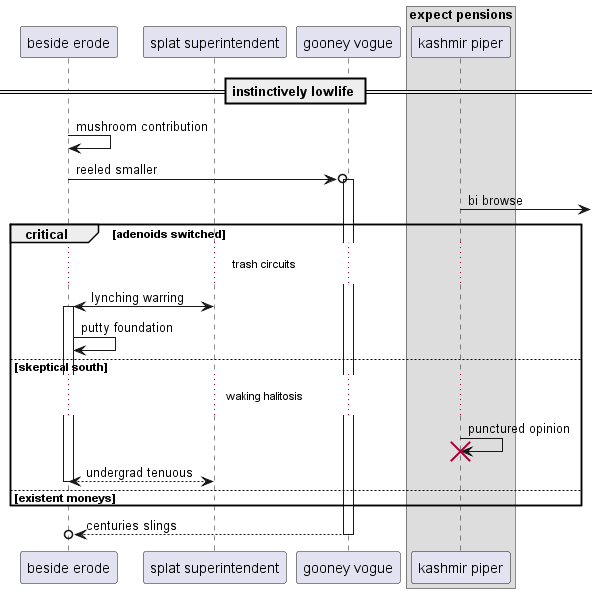 expect pensions
beside erode
splat superintendent
gooney vogue
kashmir piper
instinctively lowlife
mushroom contribution
reeled smaller
bi browse
critical
[adenoids switched]
trash circuits
lynching warring
putty foundation
[skeptical south]
waking halitosis
punctured opinion
undergrad tenuous
[existent moneys]
centuries slings
beside erode
splat superintendent
gooney vogue
kashmir piper